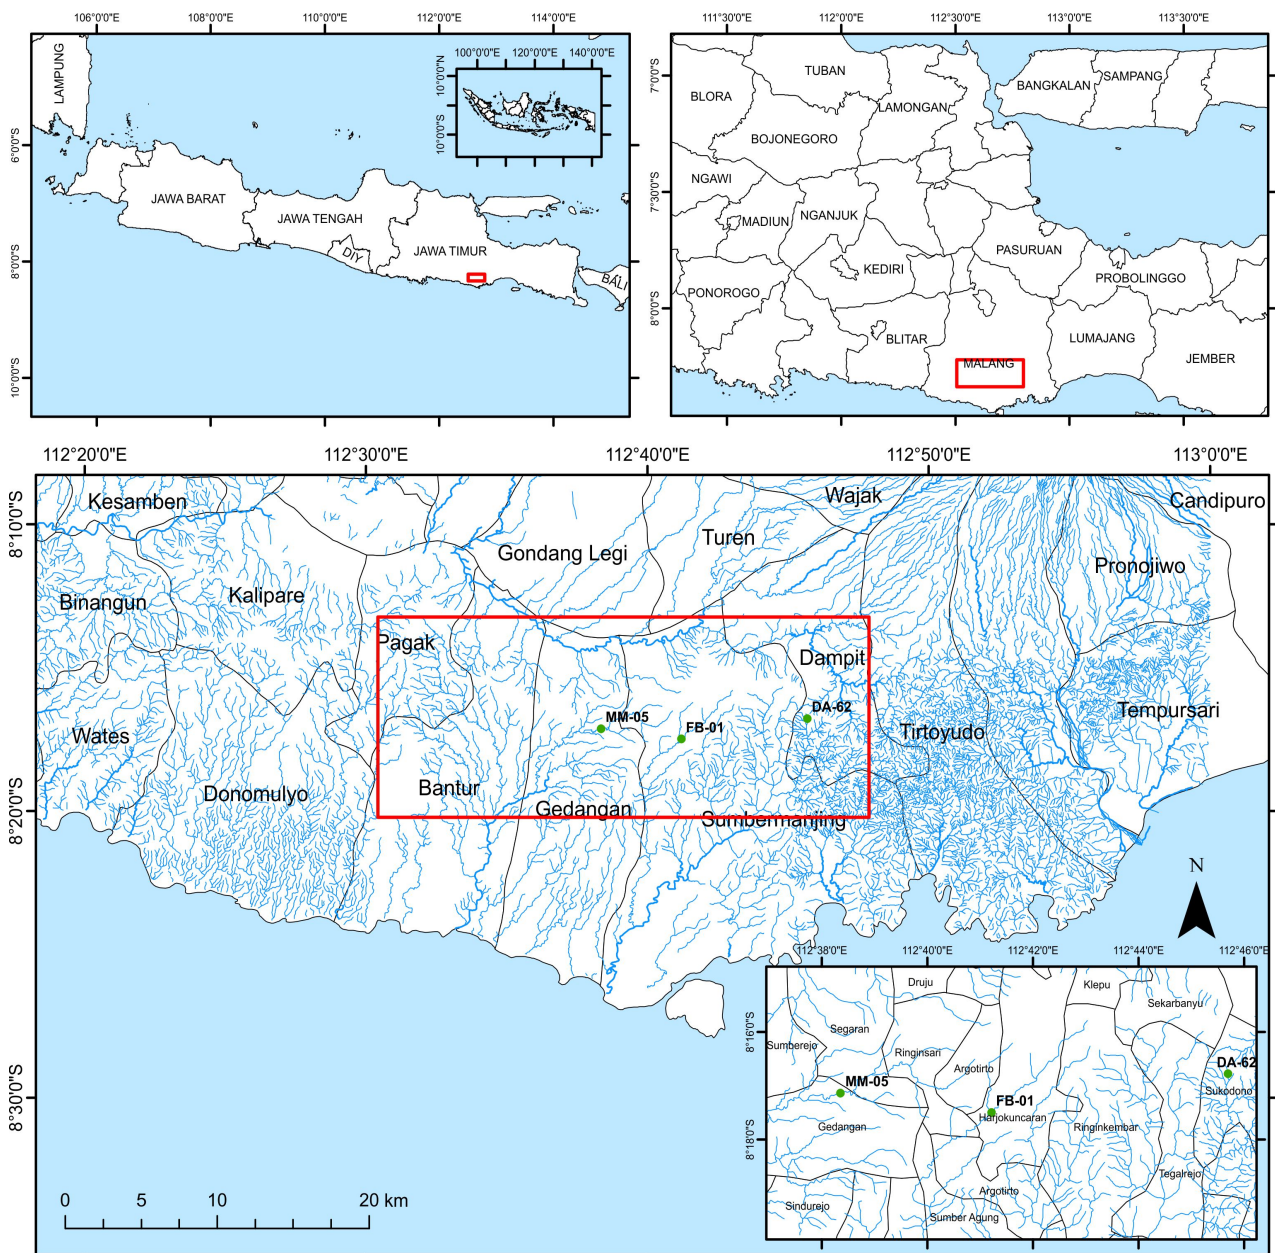 106°0'0"E 108°0'0"E 110°0'0"E 112°0'0"E 114°0'0"E
6°0'0"S
8°0'0"S
10°0'0"S
LAMPUNG
JAWA BARAT
JAWA TENGAH
DIY
JAWA TIMUR
BALI
100°0'0"E 120°0'0"E 140°0'0"E
10°0'0"N
10°0'0"S
111°30'0"E 112°0'0"E 112°30'0"E 113°0'0"E 113°30'0"E
7°0'0"S
7°30'0"S
8°0'0"S
TUBAN
BLORA
LAMONGAN
BANGKALAN
SAMPANG
BOJONEGORO
NGAWI
MADIUN
NGANJUK
PASURUAN
KEDIRI
PROBOLINGGO
PONOROGO
BLITAR
LUMAJANG
MALANG
JEMBER
112°20'0"E 112°30'0"E 112°40'0"E 112°50'0"E 113°0'0"E
8°10'0"S
8°20'0"S
8°30'0"S
Kesamben
Wajak
Candipuro
Turen
Gondang Legi
Pronojiwo
Kalipare
Binangun
Pagak
Dampit
MM-05
FB-01
DA-62
Tempursari
Wates
Tirtoyudo
Bantur
Donomulyo
Gedangan
Sumbermanjing
N
0 5 10 20 km
112°38'0"E 112°40'0"E 112°42'0"E 112°44'0"E 112°46'0"E
8°16'0"S
8°18'0"S
Druju
Klepu
Sekarbanyu
Segaran
Sumberejo
Ringinsari
Argotirto
MM-05
DA-62
Sukodono
FB-01
Harjokuncaran
Gedangan
Ringinkembar
Tegalrejo
Argotirto
Sindurejo
Sumber Agung